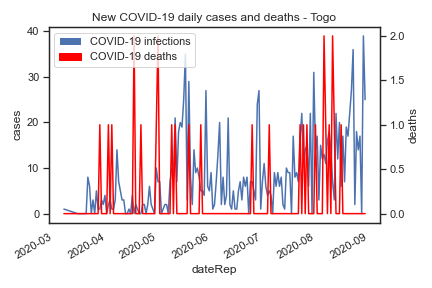 New COVID-19 daily cases and deaths - Togo
COVID-19 infections
COVID-19 deaths
cases
40
30
20
10
0
deaths
2.0
1.5
1.0
0.5
0.0
2020-03
2020-04
2020-05
2020-06
2020-07
2020-08
2020-09
dateRep